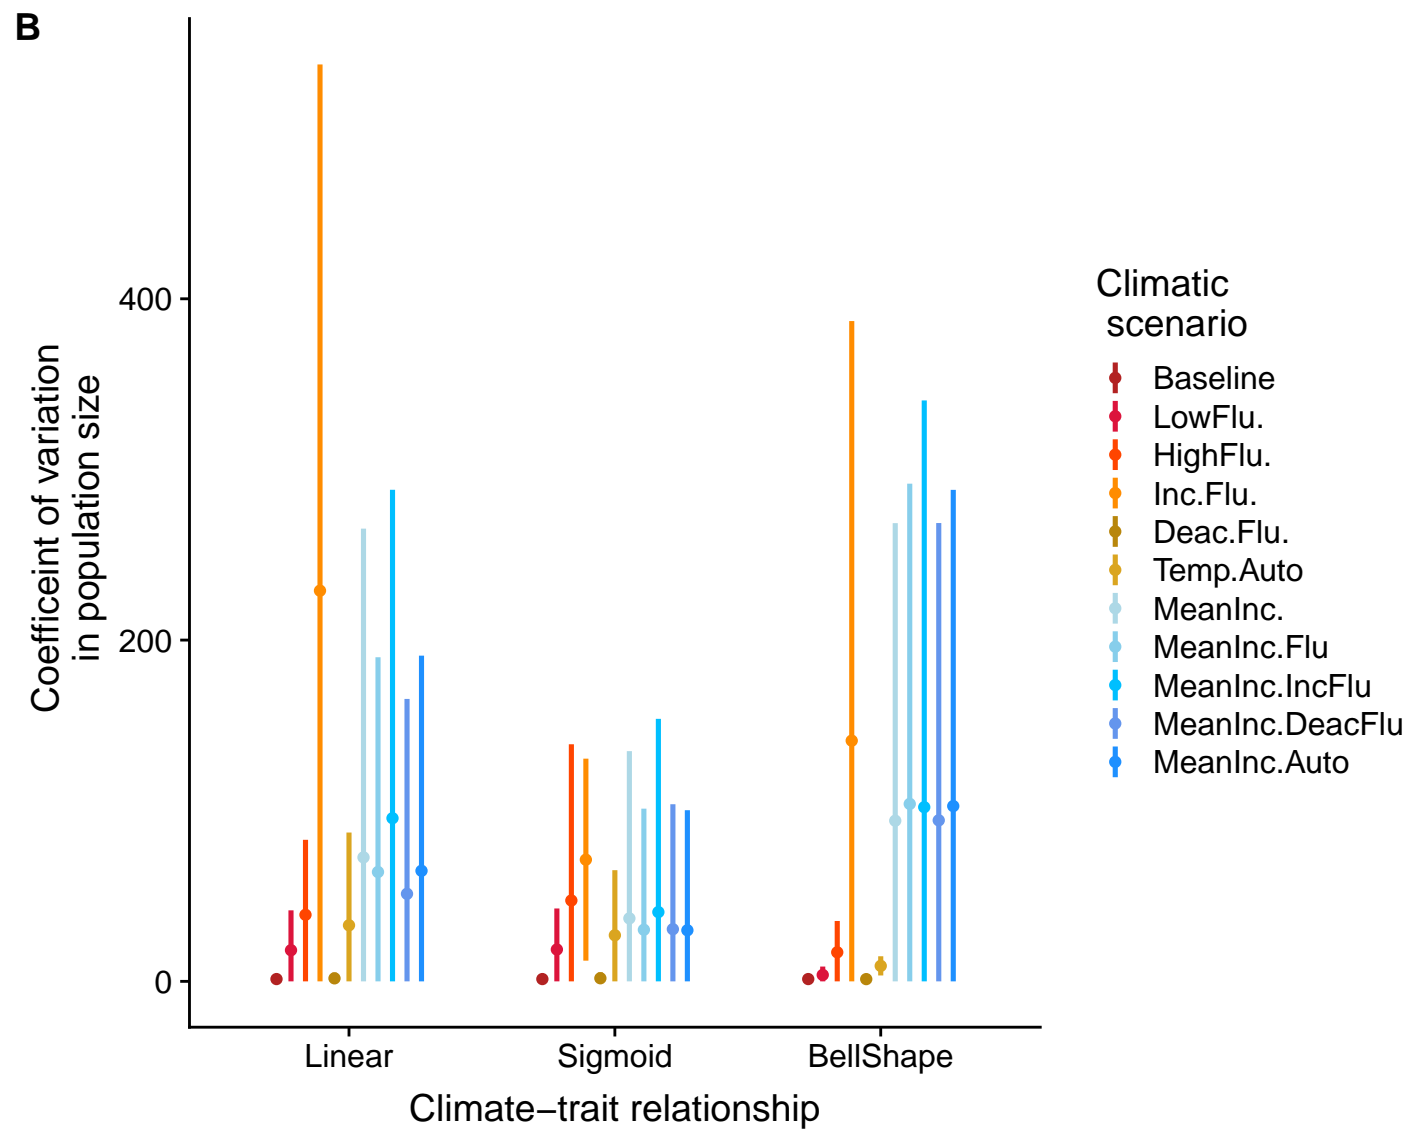 B
Coefficeint of variation
in population size
400
200
0
Linear
Sigmoid
BellShape
Climate−trait relationship
Climatic
scenario
Baseline
LowFlu.
HighFlu.
Inc.Flu.
Deac.Flu.
Temp.Auto
MeanInc.
MeanInc.Flu
MeanInc.IncFlu
MeanInc.DeacFlu
MeanInc.Auto